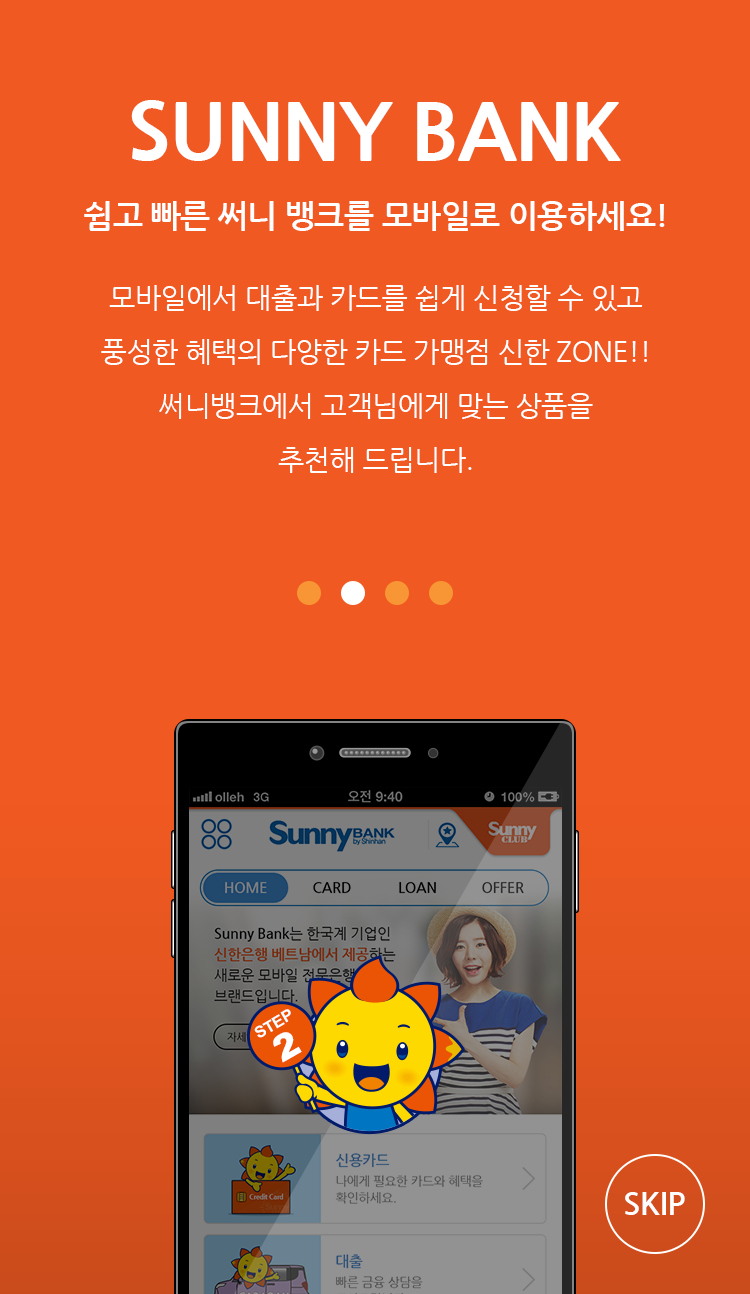 SUNNY BANK
쉽고 빠른 써니 뱅크를 모바일로 이용하세요!
모바일에서 대출과 카드를 쉽게 신청할 수 있고
풍성한 혜택의 다양한 카드 가맹점 신한 ZONE!!
써니뱅크에서 고객님에게 맞는 상품을
추천해 드립니다.
olleh 3G 오전 9:40 100%
Sunny BANK
by Shinhan
Sunny
CLUB
HOME CARD LOAN OFFER
Sunny Bank는 한국계 기업인
신한은행 베트남에서 제공하는
새로운 모바일 전문은행
브랜드입니다.
자세
STEP
2
신용카드
나에게 필요한 카드와 혜택을
확인하세요.
Credit Card
SKIP
대출
빠른 금융 상담을